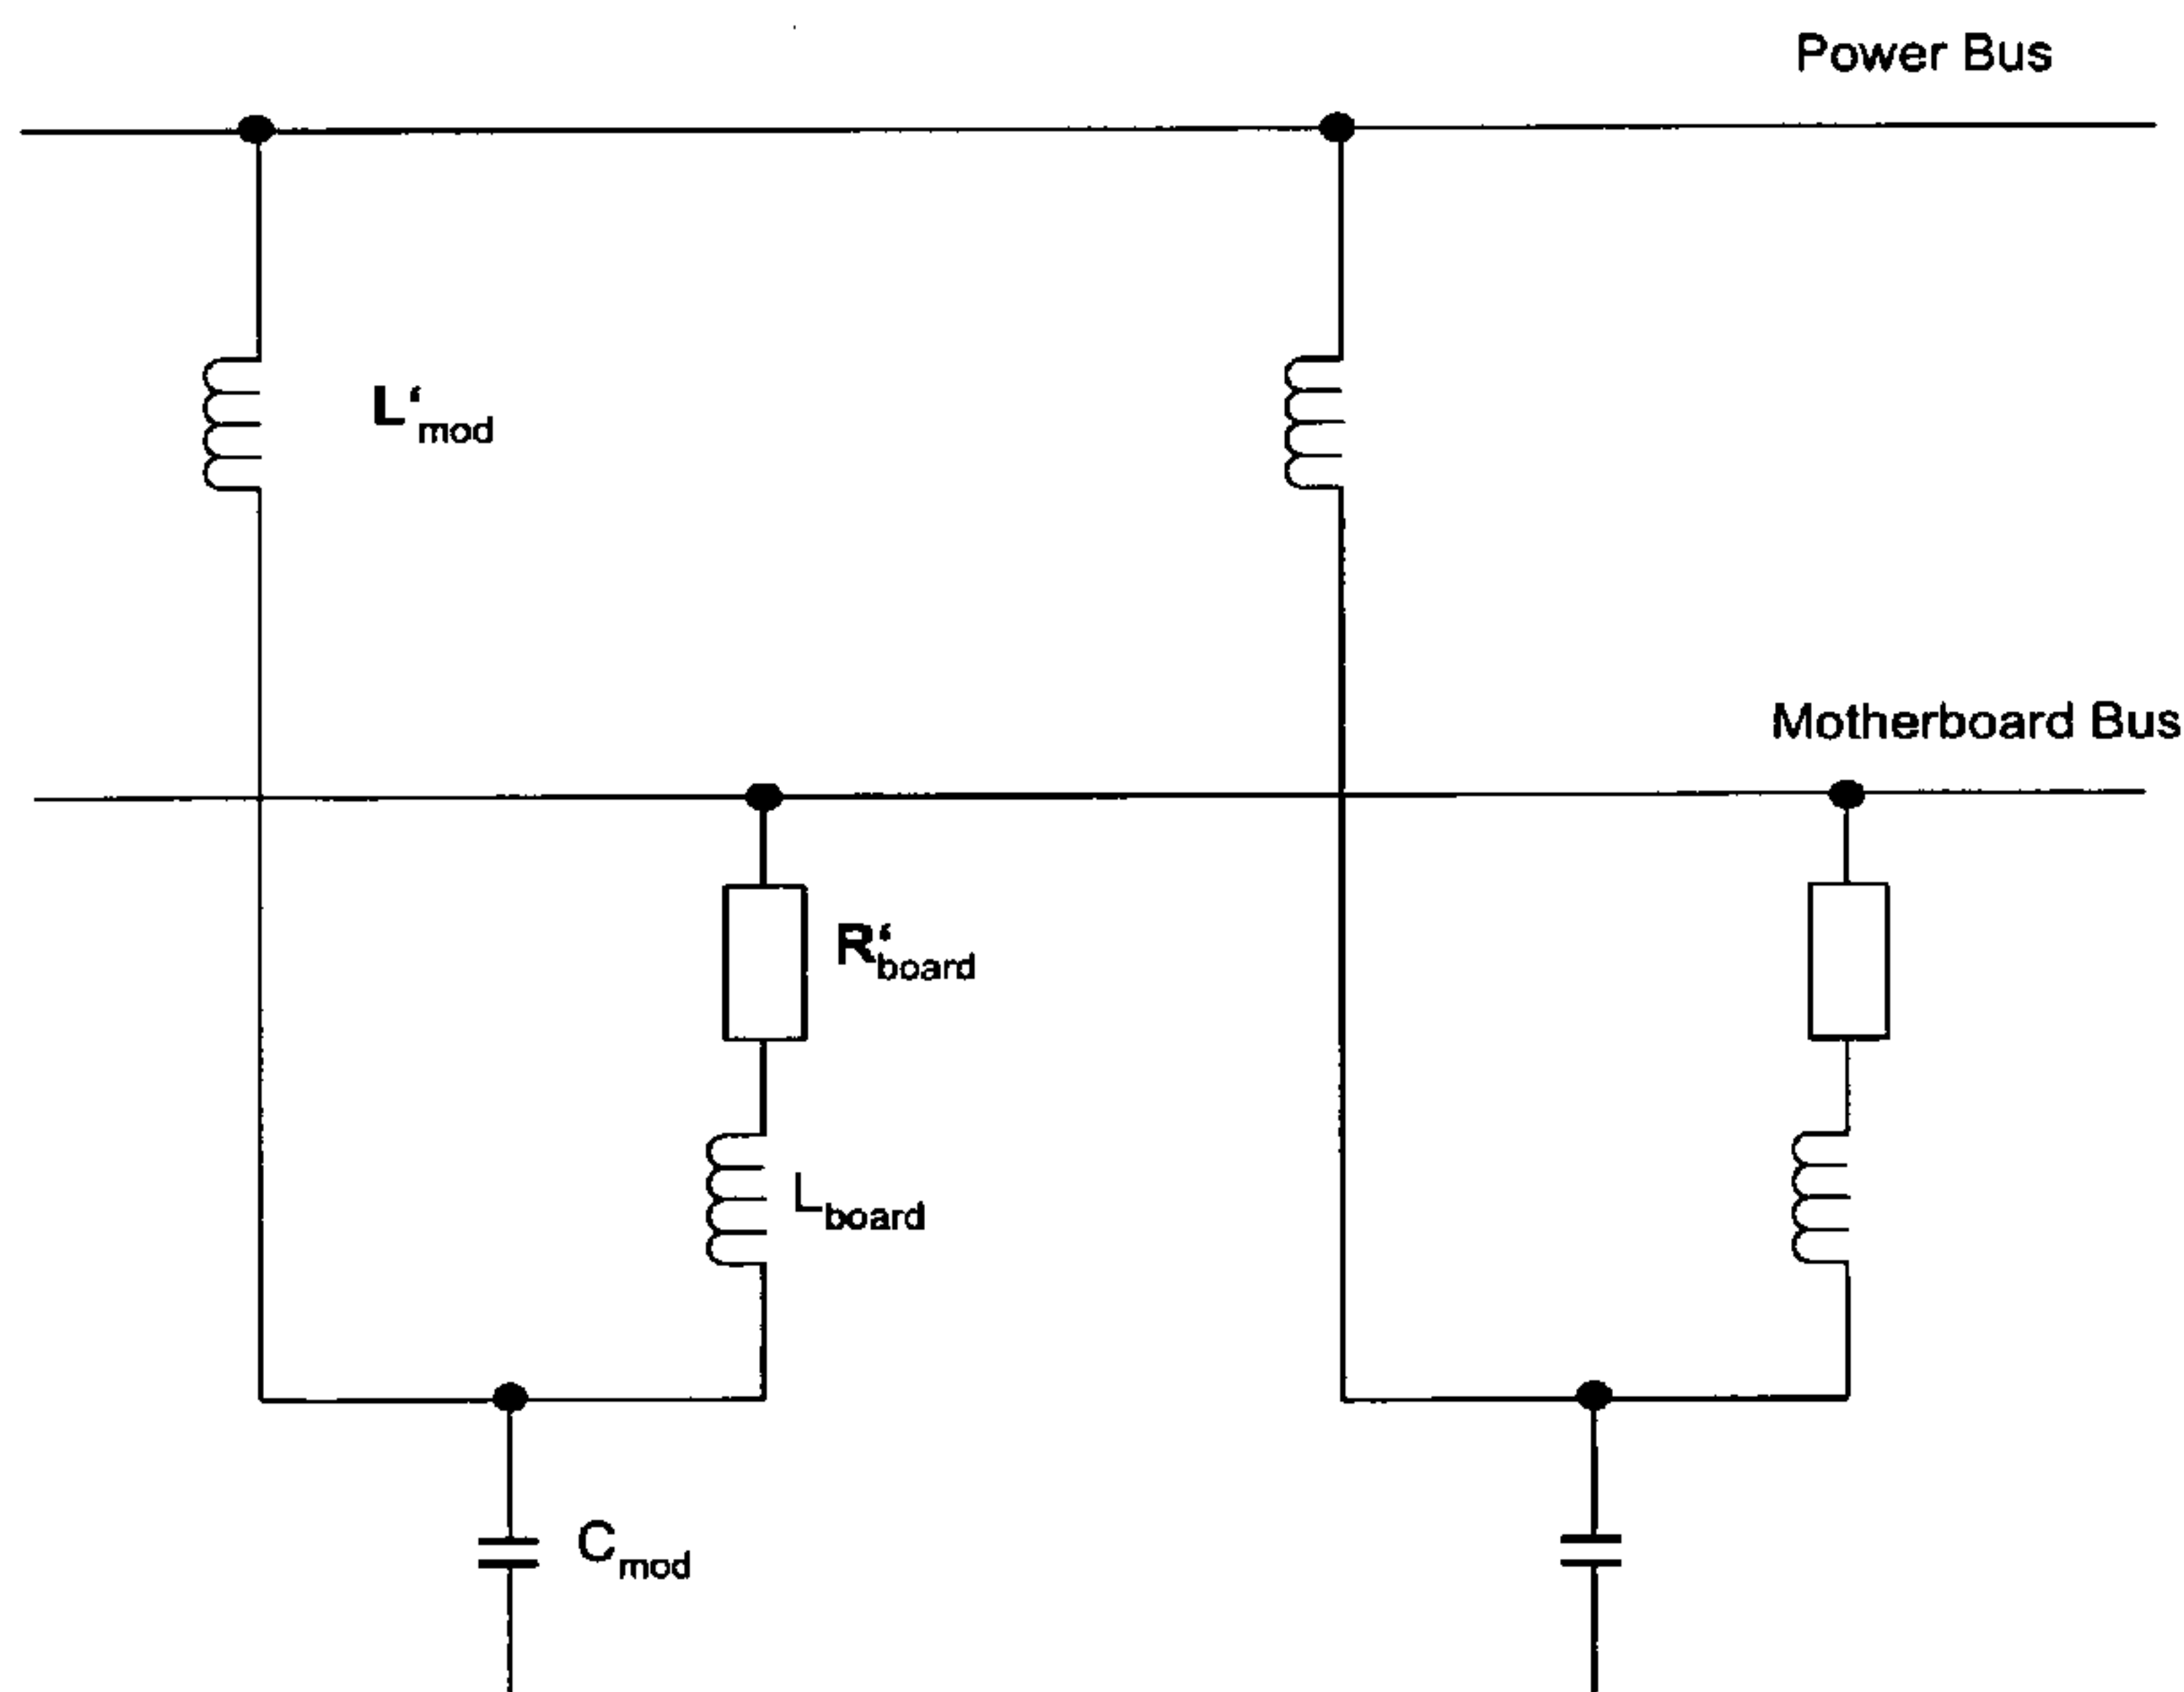 Power Bus
L‘mod
Motherboard Bus
R‘board
Lboard
Cmod